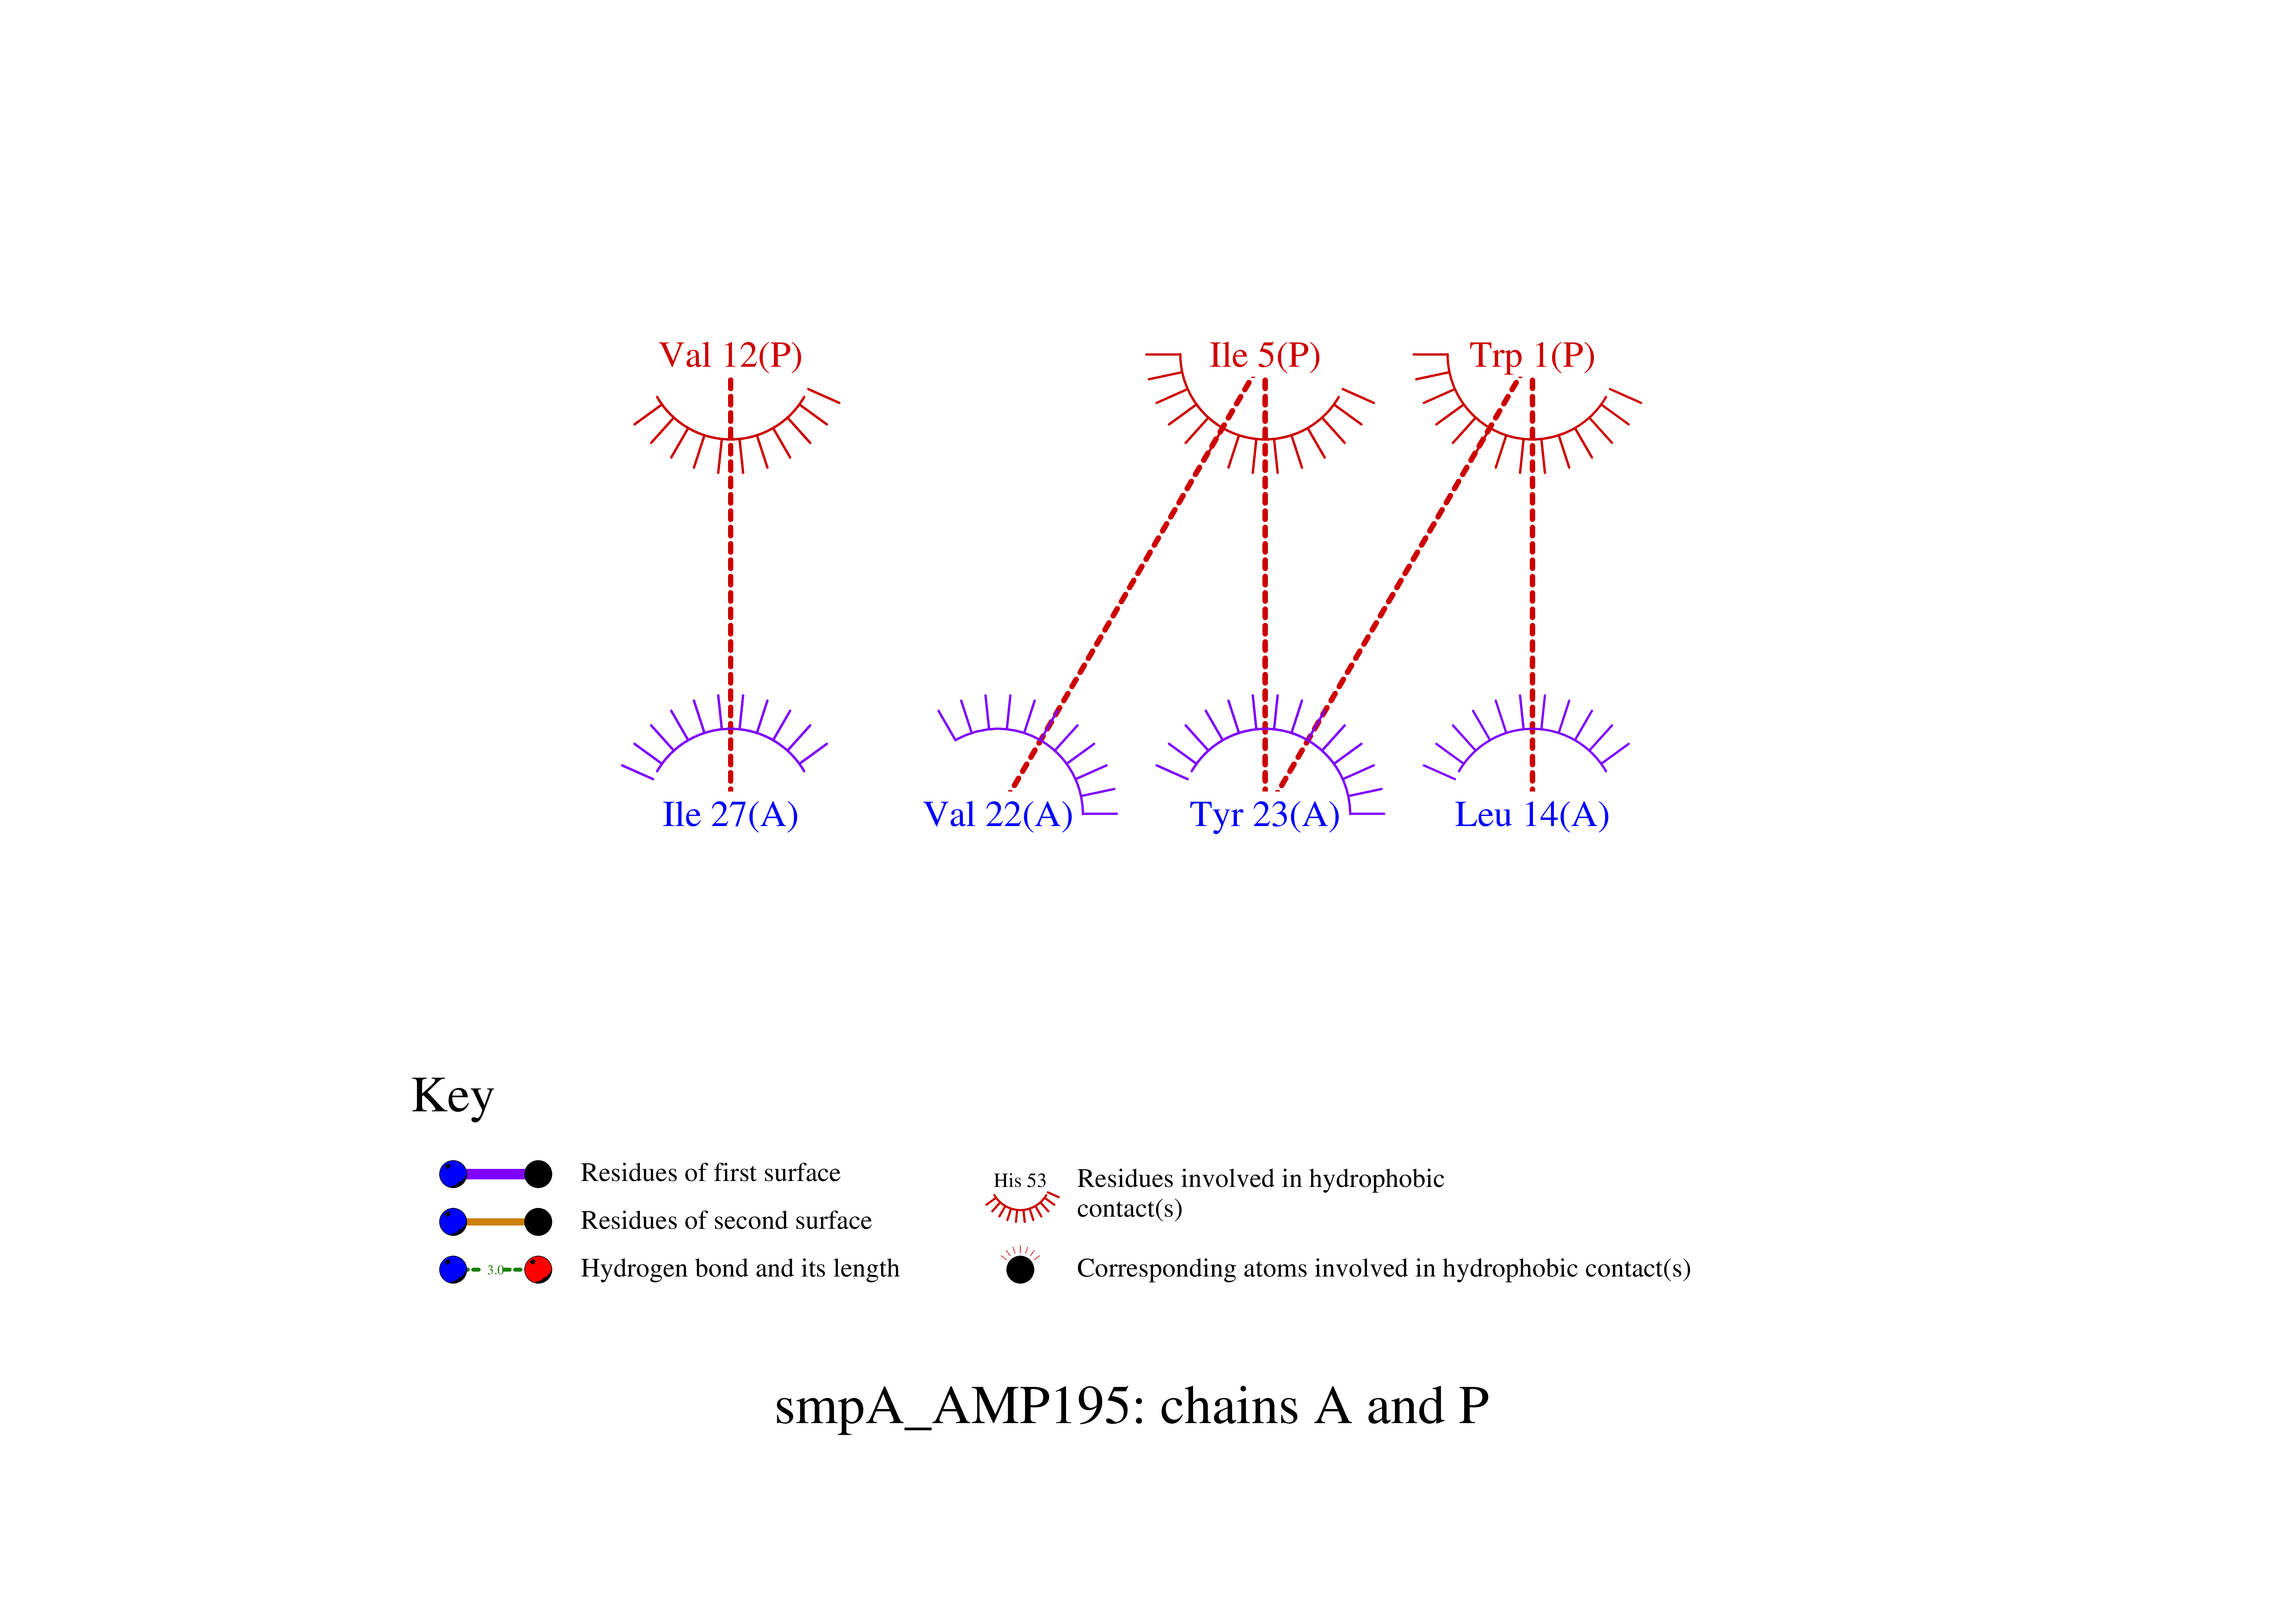 Val 12(P) Ile 5(P) Trp 1(P)
Ile 27(A) Val 22(A) Tyr 23(A) Leu 14(A)
Key
Residues of first surface
Residues of second surface
3.0 Hydrogen bond and its length
His 53 Residues involved in hydrophobic
contact(s)
Corresponding atoms involved in hydrophobic contact(s)
smpA_AMP195: chains A and P